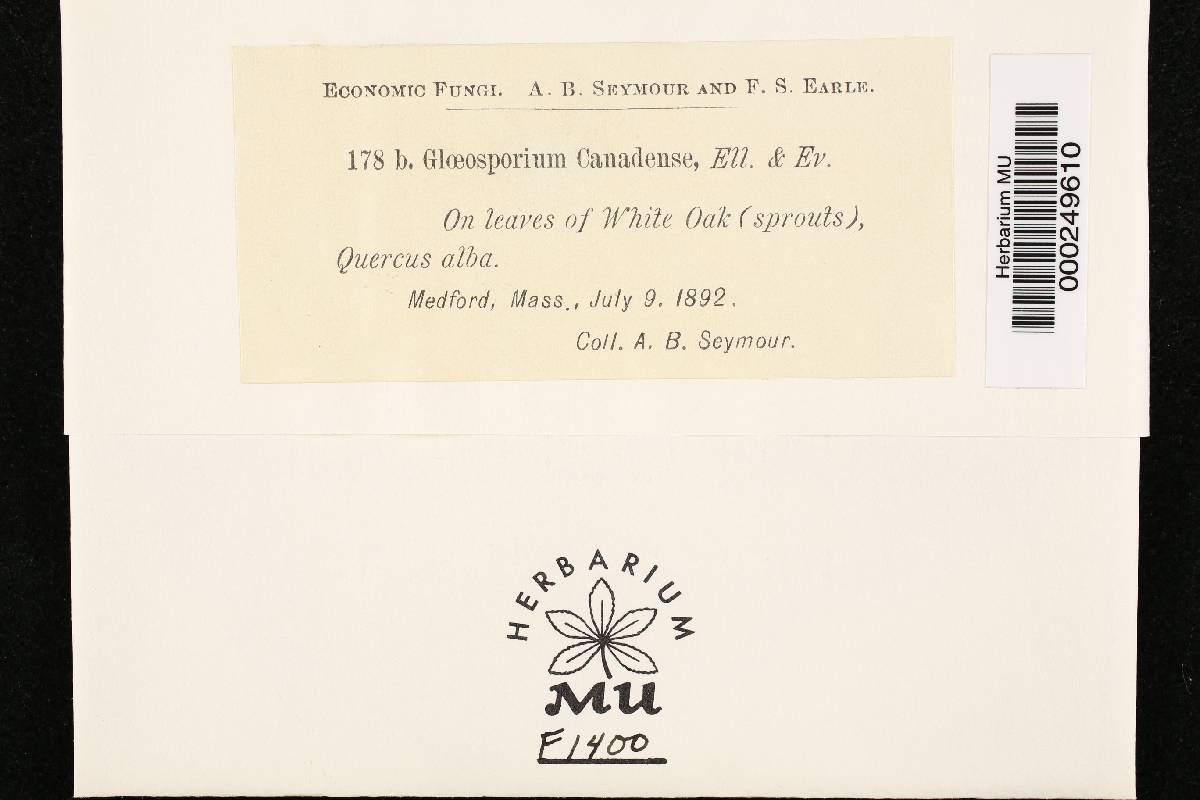 Economic Fungi. A. B. Seymour and F. S. Earle.
178 b. Glœosporium Canadense, Ell. & Ev.
On leaves of White Oak (sprouts),
Quercus alba.
Medford, Mass., July 9. 1892.
Coll. A. B. Seymour.
Herbarium MU
000249610
HERBARIUM
MU
F1400